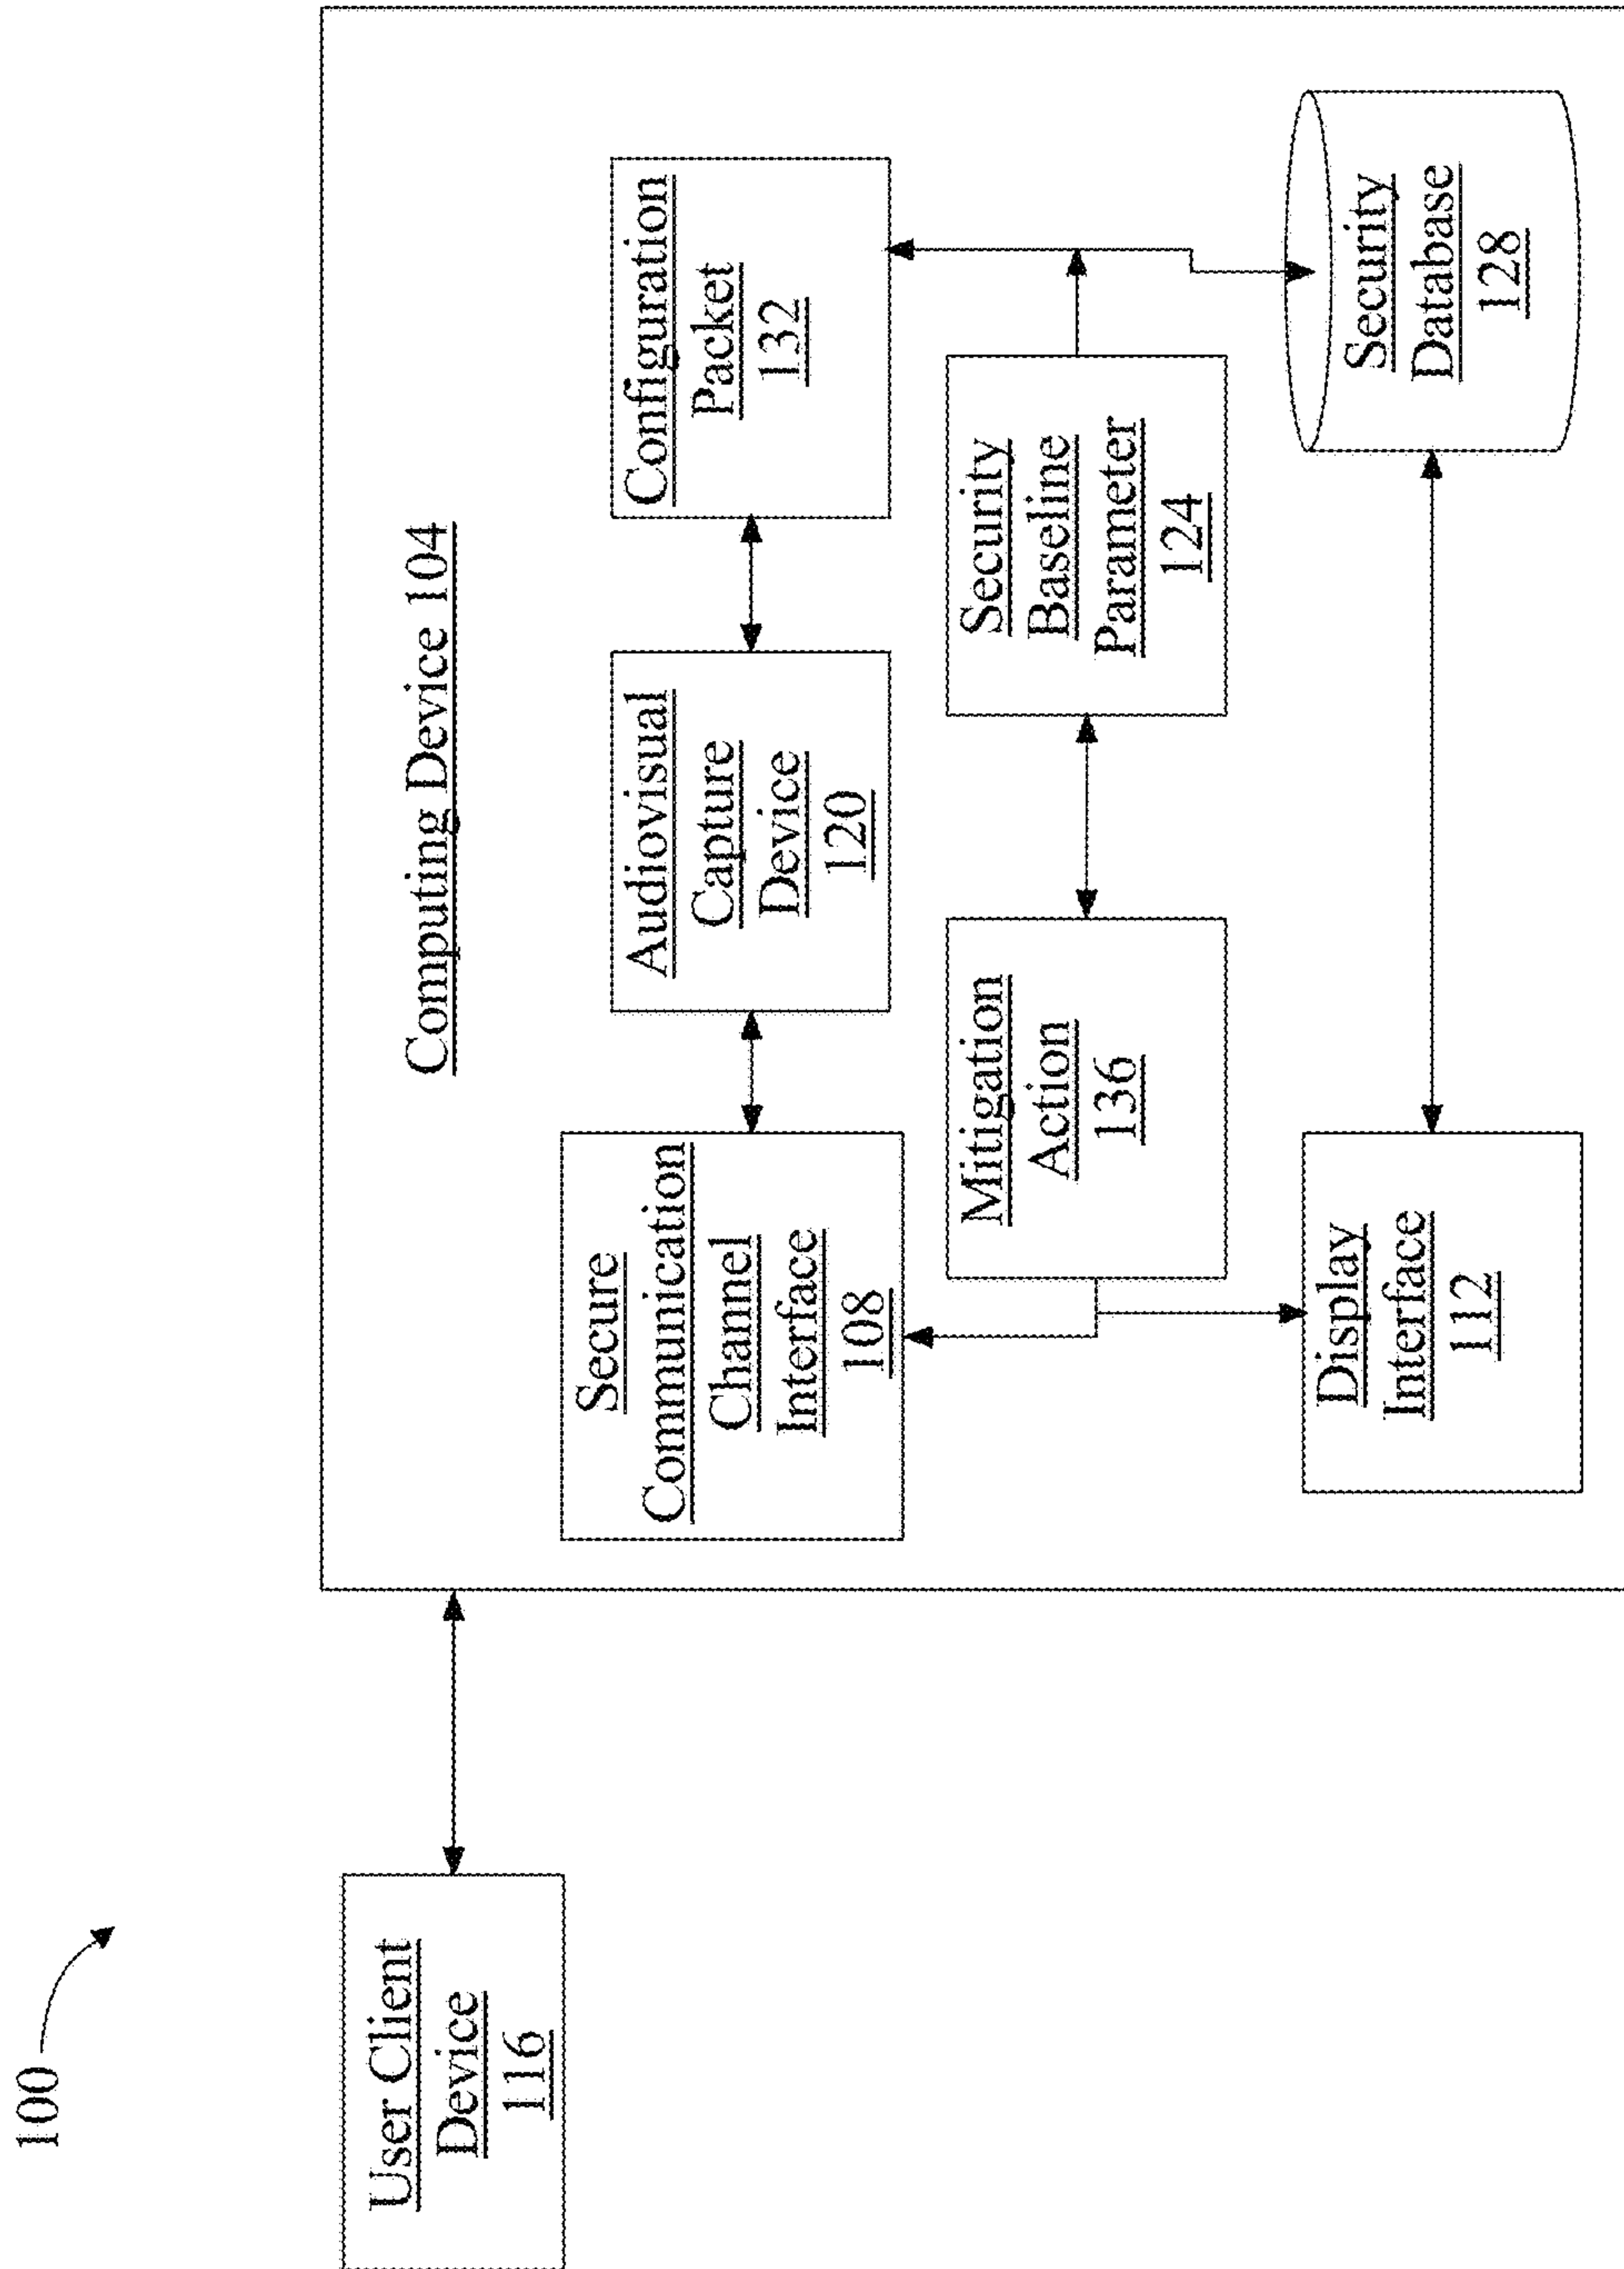 100
User Client
Device
116
Computing Device 104
Secure
Communication
Channel
Interface
108
Audiovisual
Capture
Device
120
Configuration
Packet
132
Mitigation
Action
136
Security
Baseline
Parameter
124
Display
Interface
112
Security
Database
128